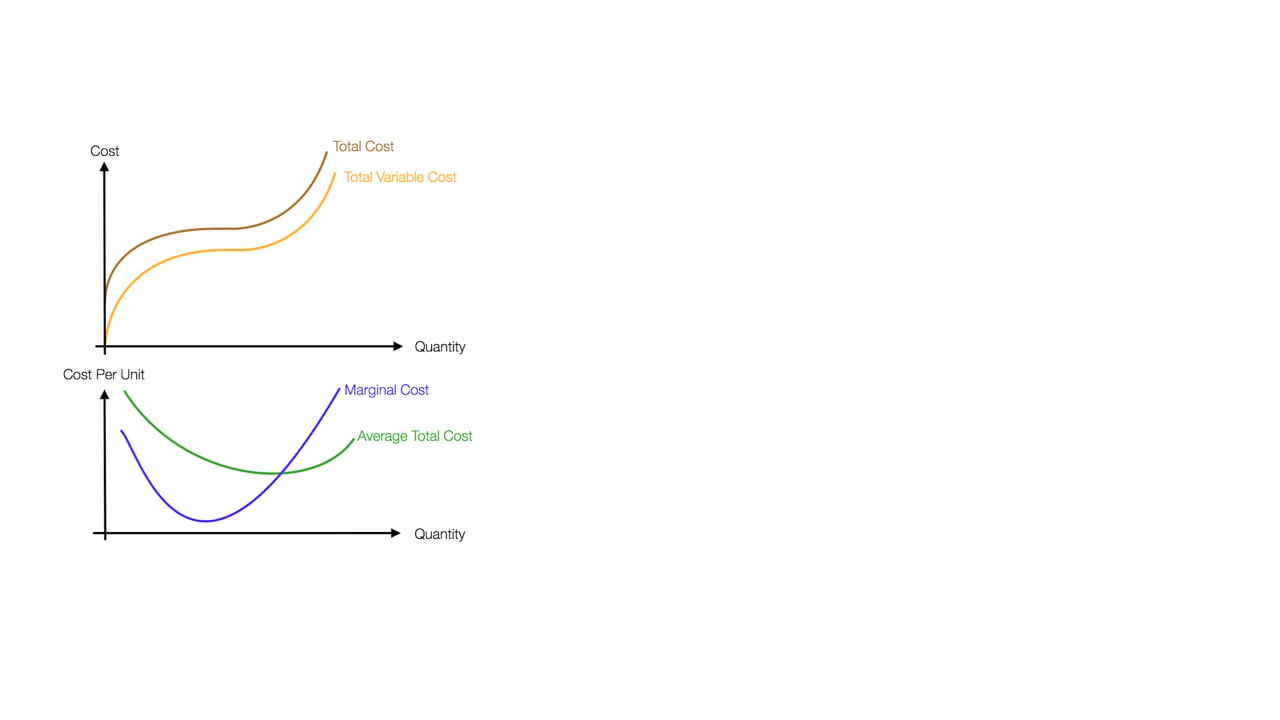 Cost
Total Cost
Total Variable Cost
Quantity
Cost Per Unit
Marginal Cost
Average Total Cost
Quantity